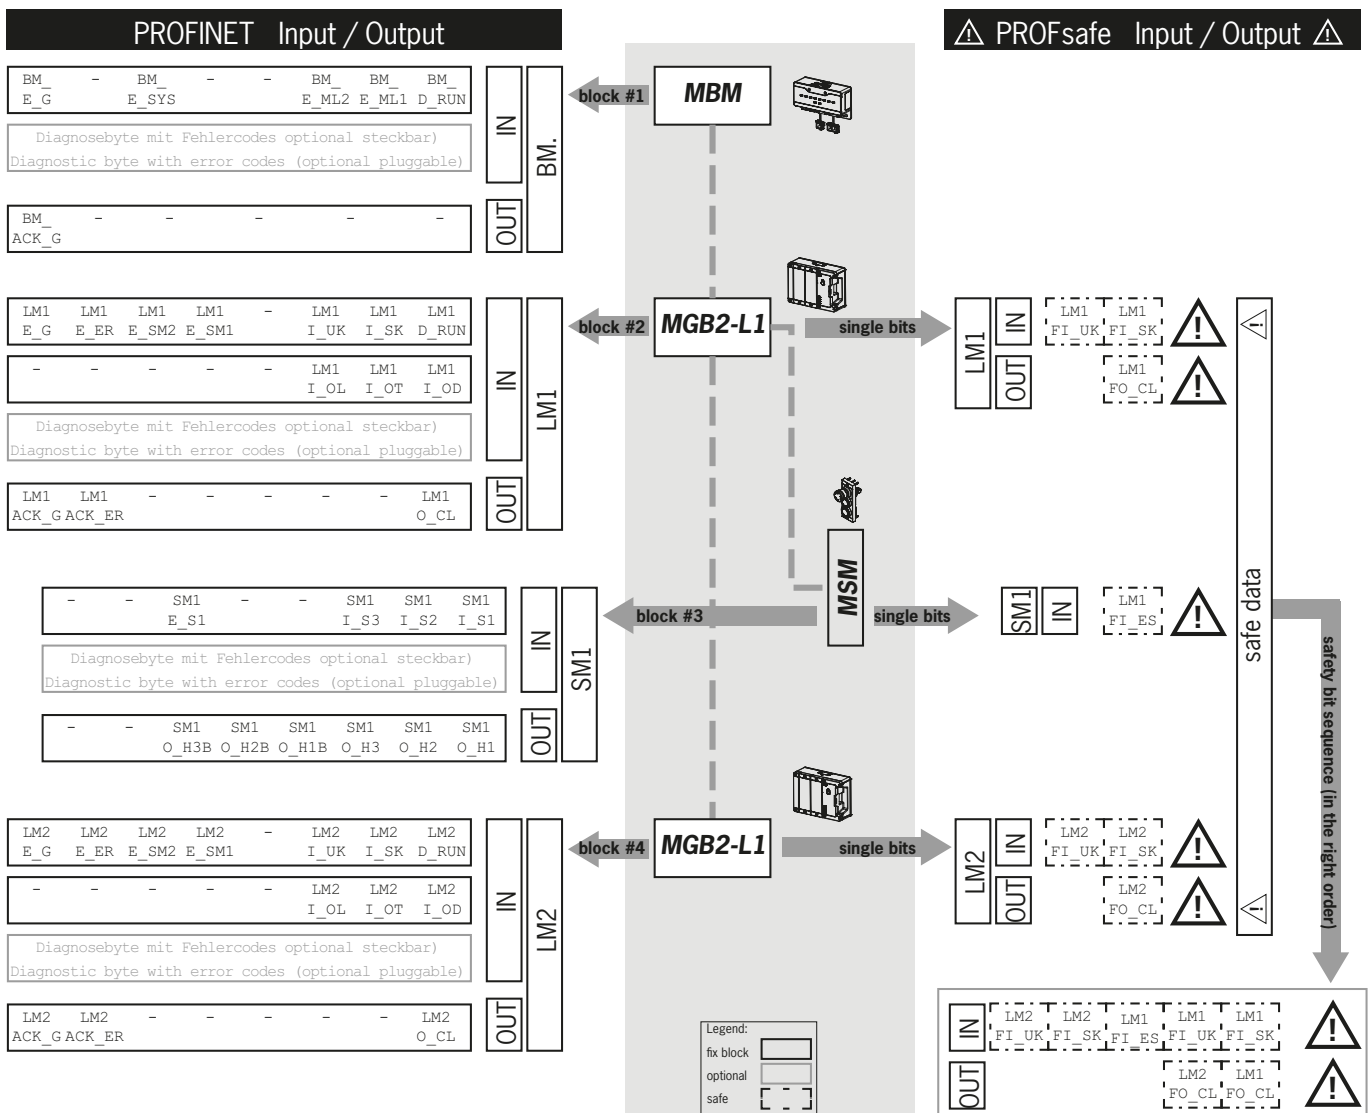 PROFINET Input / Output
PROFsafe Input / Output
BM_ - BM_ - - BM_ BM_ BM_
E_G E_SYS E_ML2 E_ML1 D_RUN
Diagnosebyte mit Fehlercodes optional steckbar)
Diagnostic byte with error codes (optional pluggable)
IN
BM_ - - - - -
ACK_G
OUT
BM.
block #1
MBM
LM1 LM1 LM1 LM1 - LM1 LM1 LM1
E_G E_ER E_SM2 E_SM1 I_UK I_SK D_RUN
- - - - - LM1 LM1 LM1
I_OL I_OT I_OD
Diagnosebyte mit Fehlercodes optional steckbar)
Diagnostic byte with error codes (optional pluggable)
IN
LM1 LM1 - - - - - LM1
ACK_G ACK_ER O_CL
OUT
LM1
block #2
MGB2-L1
single bits
LM1
IN
LM1 LM1
FI_UK FI_SK
OUT
LM1
FO_CL
- - SM1 - - SM1 SM1 SM1
E_S1 I_S3 I_S2 I_S1
Diagnosebyte mit Fehlercodes optional steckbar)
Diagnostic byte with error codes (optional pluggable)
IN
- - SM1 SM1 SM1 SM1 SM1 SM1
O_H3B O_H2B O_H1B O_H3 O_H2 O_H1
OUT
SM1
block #3
MSM
single bits
SM1
IN
LM1
FI_ES
safe data
safety bit sequence (in the right order)
LM2 LM2 LM2 LM2 - LM2 LM2 LM2
E_G E_ER E_SM2 E_SM1 I_UK I_SK D_RUN
- - - - - LM2 LM2 LM2
I_OL I_OT I_OD
Diagnosebyte mit Fehlercodes optional steckbar)
Diagnostic byte with error codes (optional pluggable)
IN
LM2 LM2 - - - - - LM2
ACK_G ACK_ER O_CL
OUT
LM2
block #4
MGB2-L1
single bits
LM2
IN
LM2 LM2
FI_UK FI_SK
OUT
LM2
FO_CL
Legend:
fix block
optional
safe
IN
LM2 LM2 LM1 LM1 LM1
FI_UK FI_SK FI_ES FI_UK FI_SK
OUT
LM2 LM1
FO_CL FO_CL